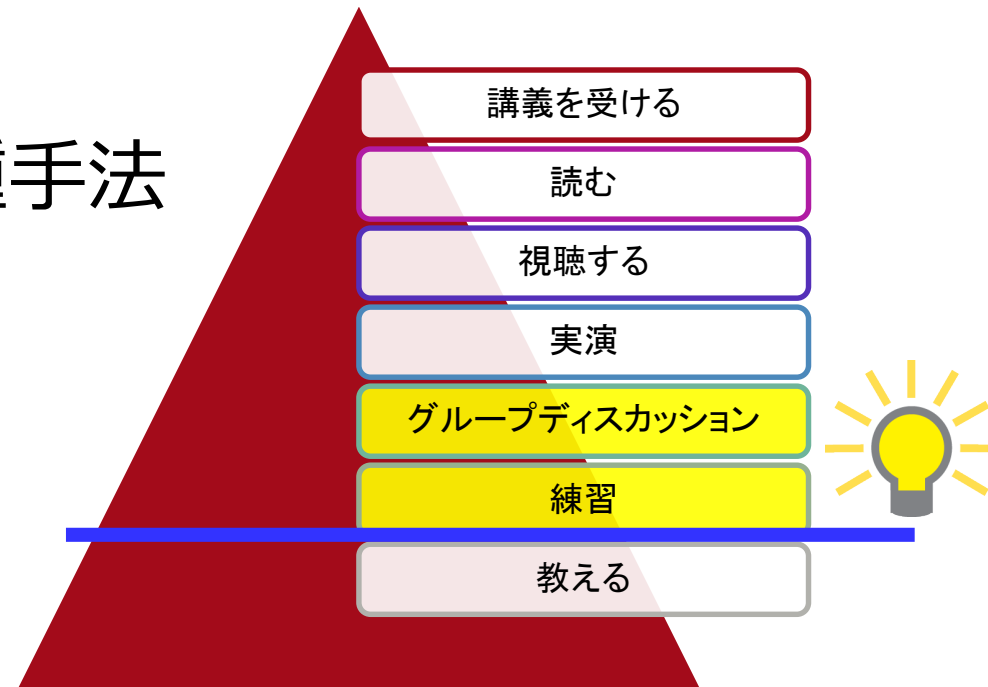 講義を受ける
種手法
読む
視聴する
実演
グループディスカッション
練習
教える